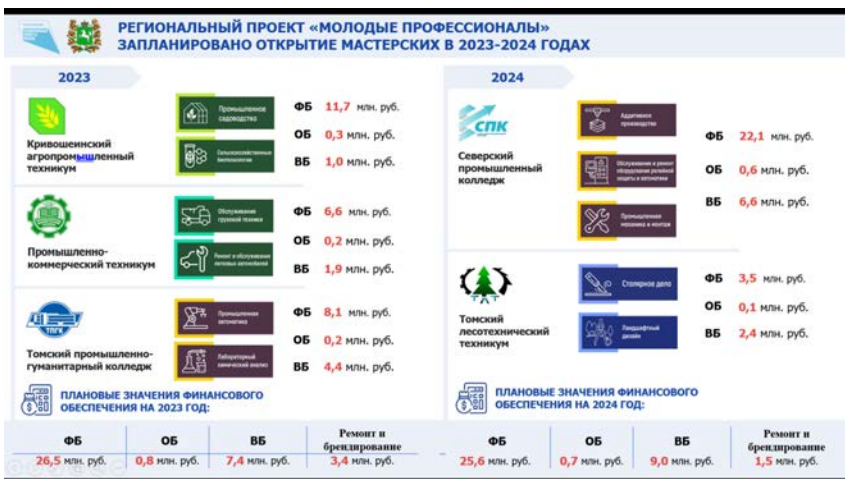 РЕГИОНАЛЬНЫЙ ПРОЕКТ «МОЛОДЫЕ ПРОФЕССИОНАЛЫ»
ЗАПЛАНИРОВАНО ОТКРЫТИЕ МАСТЕРСКИХ В 2023-2024 ГОДАХ
2023
Кривошеинский
агропромышленный
техникум
Промышленное
садоводство
Сельскохозяйственные
биотехнологии
ФБ 11,7 млн. руб.
ОБ 0,3 млн. руб.
ВБ 1,0 млн. руб.
Промышленно-
коммерческий техникум
Обслуживание
грузовой техники
Ремонт и обслуживание
легковых автомобилей
ФБ 6,6 млн. руб.
ОБ 0,2 млн. руб.
ВБ 1,9 млн. руб.
ТПГК
Томский промышленно-
гуманитарный колледж
Промышленная
автоматика
Лабораторный
химический анализ
ФБ 8,1 млн. руб.
ОБ 0,2 млн. руб.
ВБ 4,4 млн. руб.
ПЛАНОВЫЕ ЗНАЧЕНИЯ ФИНАНСОВОГО
ОБЕСПЕЧЕНИЯ НА 2023 ГОД:
ФБ ОБ ВБ Ремонт и
брендирование
26,5 млн. руб. 0,8 млн. руб. 7,4 млн. руб. 3,4 млн. руб.
2024
СПК
Северский
промышленный
колледж
Аддитивное
производство
Обслуживание и ремонт
оборудования релейной
защиты и автоматики
Промышленная
механика и монтаж
ФБ 22,1 млн. руб.
ОБ 0,6 млн. руб.
ВБ 6,6 млн. руб.
Томский
лесотехнический
техникум
Столярное дело
Ландшафтный
дизайн
ФБ 3,5 млн. руб.
ОБ 0,1 млн. руб.
ВБ 2,4 млн. руб.
ПЛАНОВЫЕ ЗНАЧЕНИЯ ФИНАНСОВОГО
ОБЕСПЕЧЕНИЯ НА 2024 ГОД:
ФБ ОБ ВБ Ремонт и
брендирование
25,6 млн. руб. 0,7 млн. руб. 9,0 млн. руб. 1,5 млн. руб.